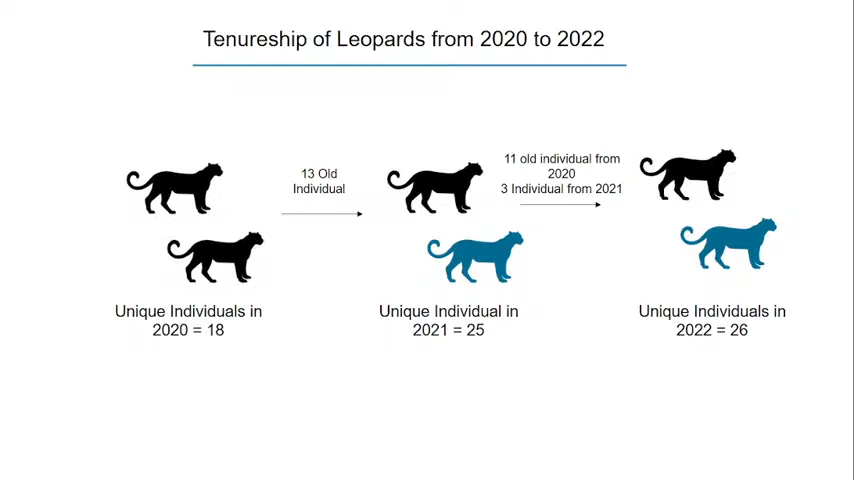 Tenureship of Leopards from 2020 to 2022
13 Old
Individual
11 old individual from
2020
3 Individual from 2021
Unique Individuals in
2020 = 18
Unique Individual in
2021 = 25
Unique Individuals in
2022 = 26